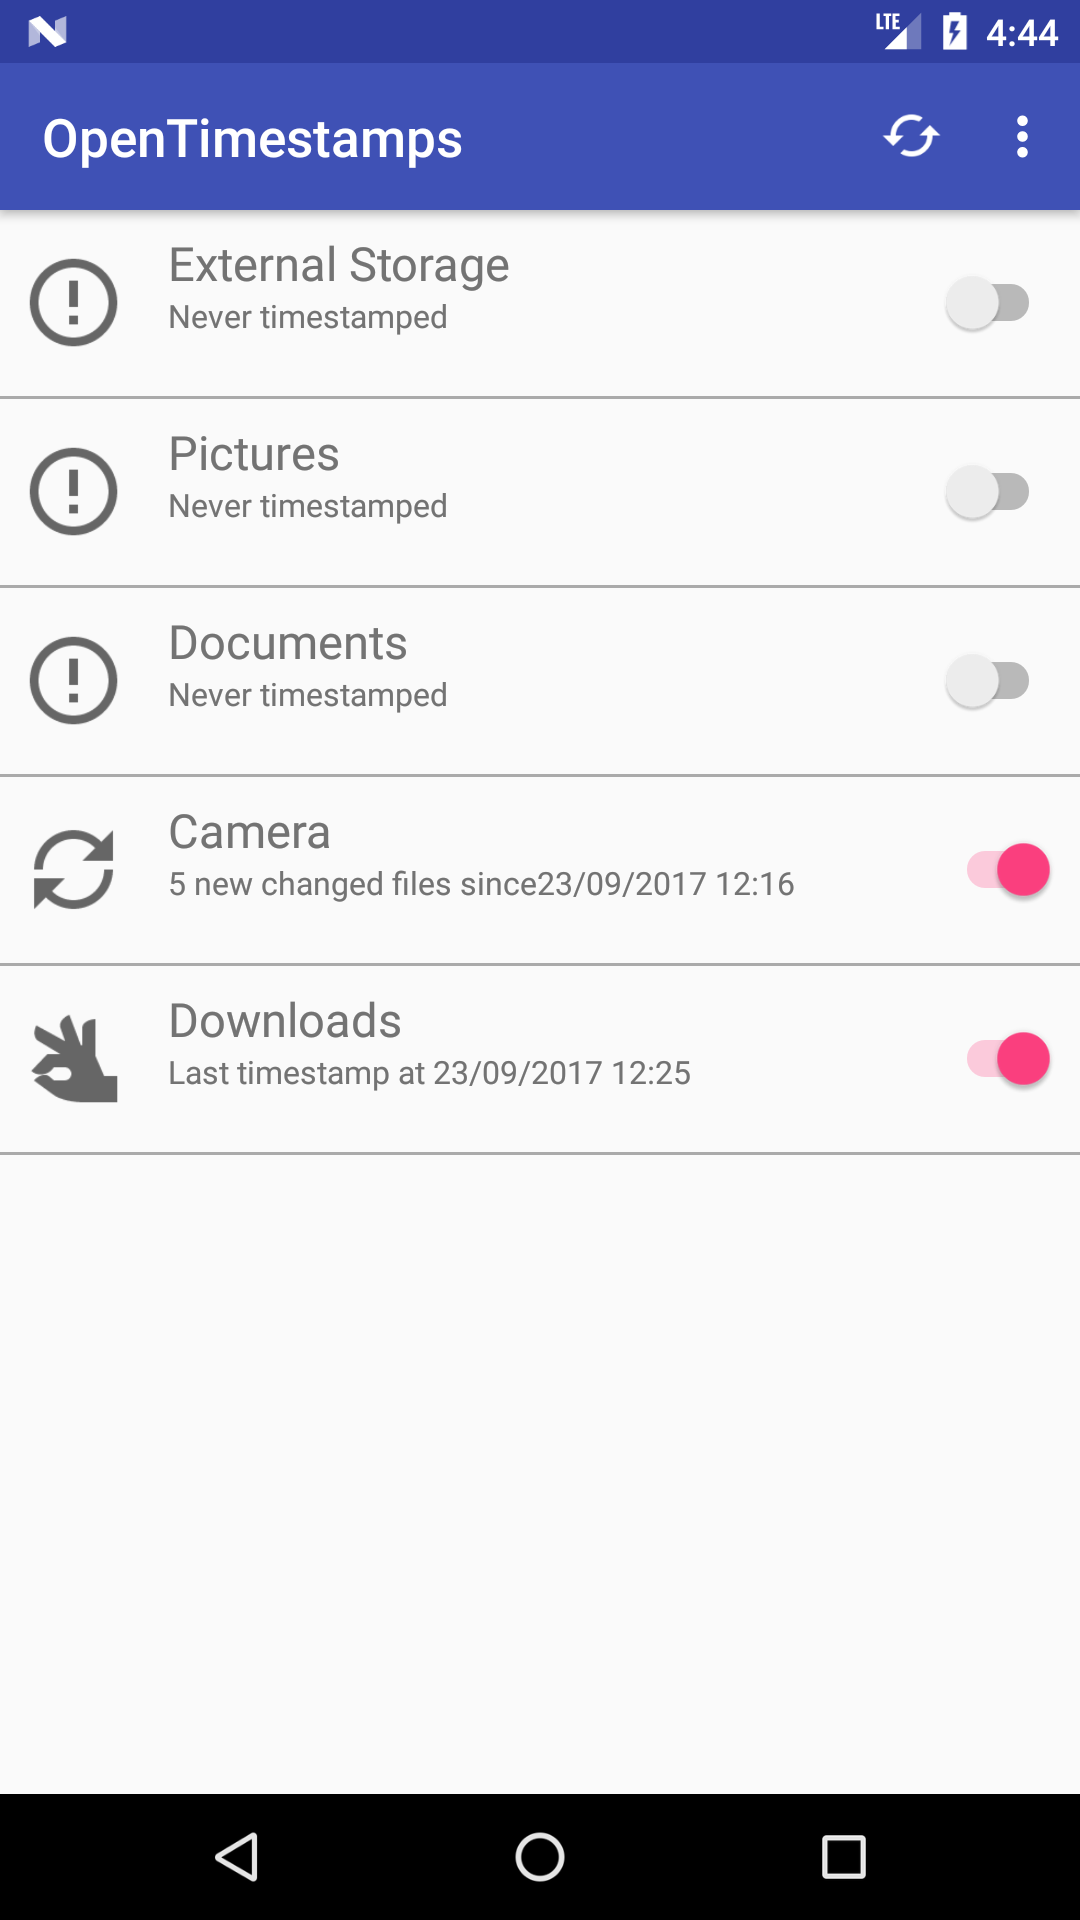 LTE 4:44
OpenTimestamps
External Storage
Never timestamped
Pictures
Never timestamped
Documents
Never timestamped
Camera
5 new changed files since23/09/2017 12:16
Downloads
Last timestamp at 23/09/2017 12:25